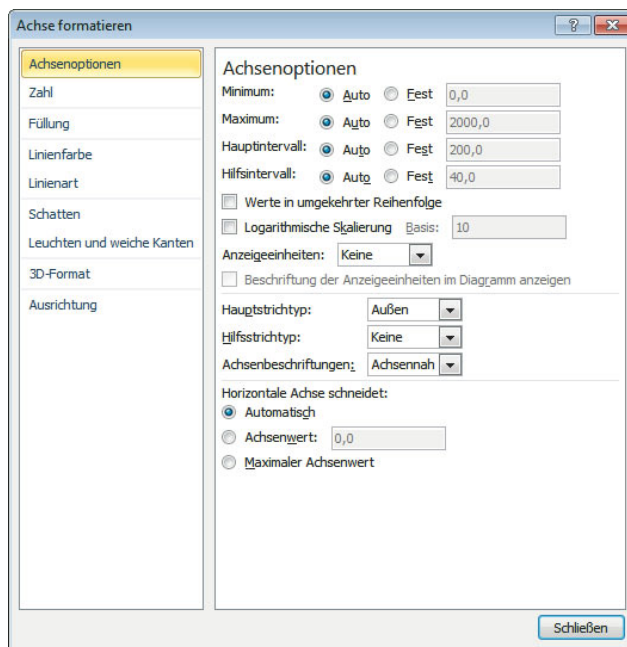 Achse formatieren
Achsenoptionen
Zahl
Füllung
Linienfarbe
Linienart
Schatten
Leuchten und weiche Kanten
3D-Format
Ausrichtung
Achsenoptionen
Minimum: Auto Fest 0,0
Maximum: Auto Fest 2000,0
Hauptintervall: Auto Fest 200,0
Hilfsintervall: Auto Fest 40,0
Werte in umgekehrter Reihenfolge
Logarithmische Skalierung Basis: 10
Anzeigeeinheiten: Keine
Beschriftung der Anzeigeeinheiten im Diagramm anzeigen
Hauptstrichtyp: Außen
Hilfsstrichtyp: Keine
Achsenbeschriftungen: Achsennah
Horizontale Achse schneidet:
Automatisch
Achsenwert: 0,0
Maximaler Achsenwert
Schließen